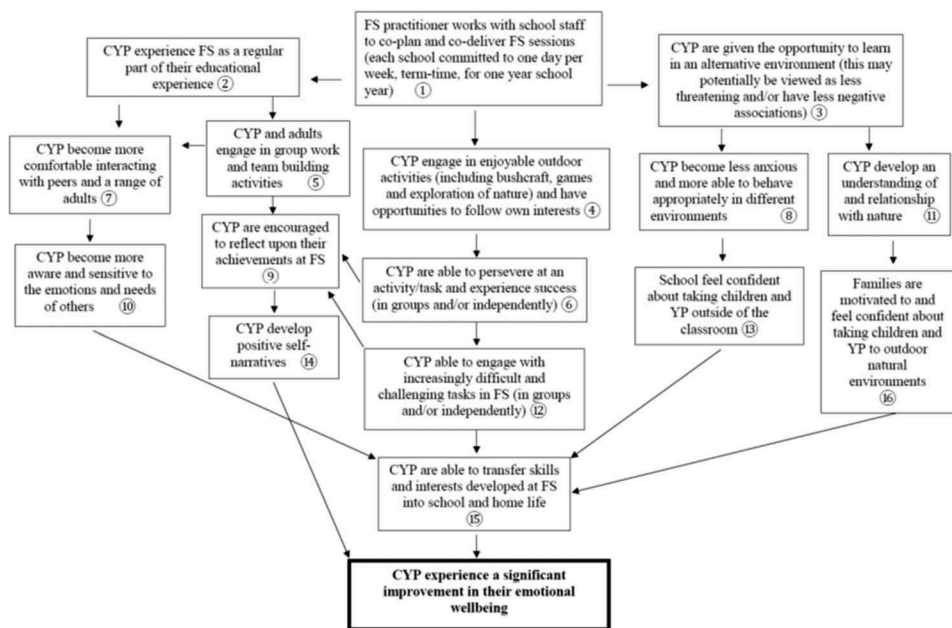 FS practitioner works with school staff
to co-plan and co-deliver FS sessions
(each school committed to one day per
week, term-time, for one year school
year) ①
CYP experience FS as a regular
part of their educational
experience ②
CYP are given the opportunity to learn
in an alternative environment (this may
potentially be viewed as less
threatening and/or have less negative
associations) ③
CYP and adults
engage in group work
and team building
activities ⑤
CYP become more
comfortable interacting
with peers and a range of
adults ⑦
CYP engage in enjoyable outdoor
activities (including bushcraft, games
and exploration of nature) and have
opportunities to follow own interests ④
CYP become less anxious
and more able to behave
appropriately in different
environments ⑧
CYP develop an
understanding of
and relationship
with nature ⑪
CYP are encouraged
to reflect upon their
achievements at FS
⑨
CYP become more
aware and sensitive to
the emotions and needs
of others ⑩
CYP are able to persevere at an
activity/task and experience success
(in groups and/or independently) ⑥
School feel confident
about taking children and
YP outside of the
classroom ⑬
Families are
motivated to and
feel confident about
taking children and
YP to outdoor
natural
environments
⑯
CYP develop
positive self-
narratives ⑭
CYP able to engage with
increasingly difficult and
challenging tasks in FS (in groups
and/or independently) ⑫
CYP are able to transfer skills
and interests developed at FS
into school and home life
⑮
CYP experience a significant
improvement in their emotional
wellbeing